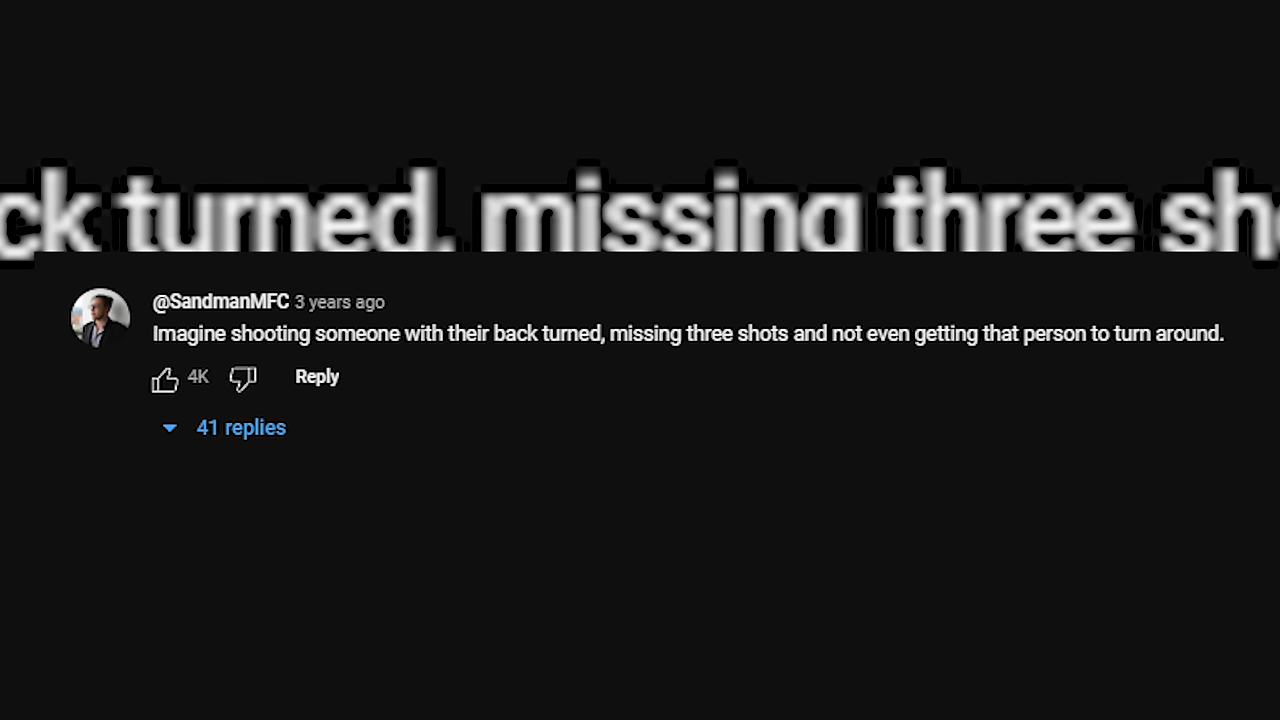 ck turned, missing three sh
@SandmanMFC 3 years ago
Imagine shooting someone with their back turned, missing three shots and not even getting that person to turn around.
4K Reply
41 replies